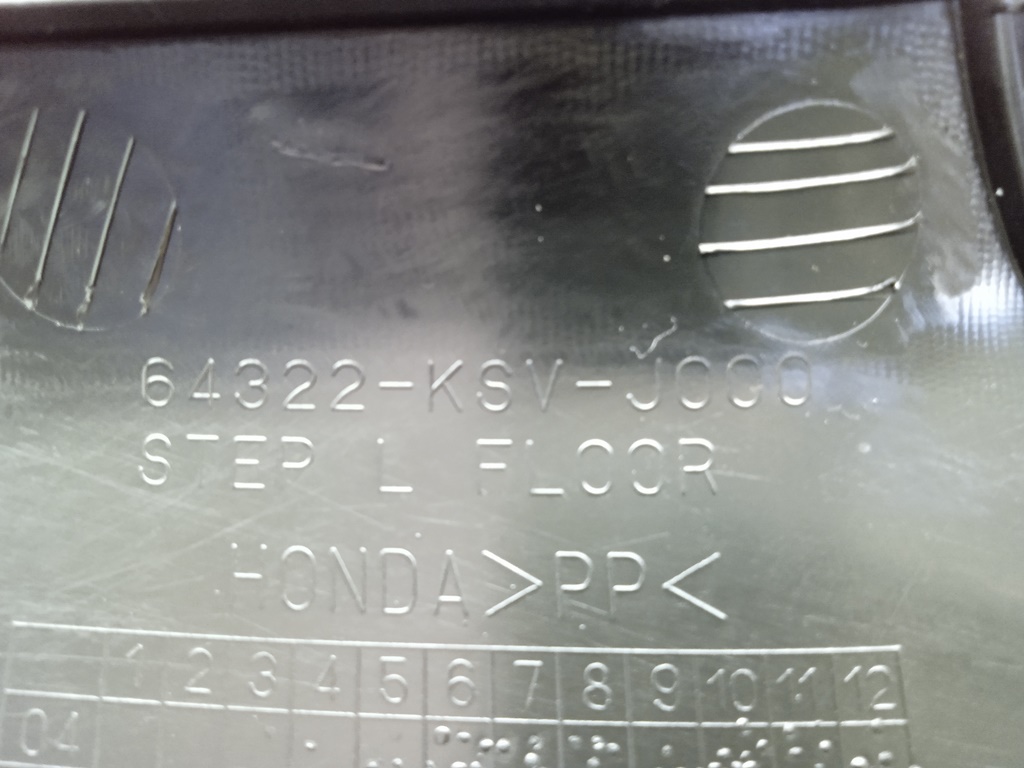 64322-KSV-J000
STEP L FLOOR
HONDA>PP<
1 2 3 4 5 6 7 8 9 10 11 12
04